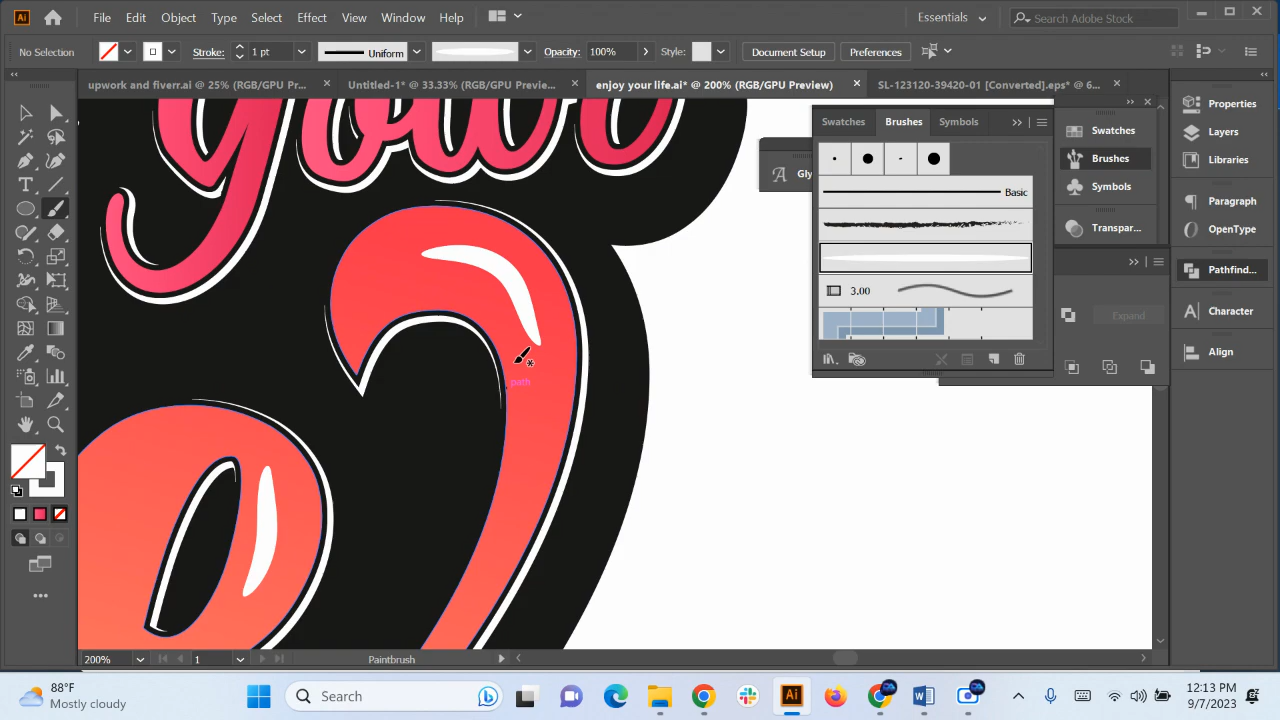 Ai File Edit Object Type Select Effect View Window Help Essentials Search Adobe Stock
No Selection Stroke: 1 pt Uniform Opacity: 100% Style: Document Setup Preferences
upwork and fiverr.ai @ 25% (RGB/GPU Pr... × Untitled-1* @ 33.33% (RGB/GPU Preview... × enjoy your life.ai* @ 200% (RGB/GPU Preview) × SL-123120-39420-01 [Converted].eps* @ 6... ×
your
Swatches Brushes Symbols
Basic
3.00
Gly
Swatches
Brushes
Symbols
Transpar...
Expand
Properties
Layers
Libraries
Paragraph
OpenType
Pathfind...
Character
Align
path
200% 1 Paintbrush
88°F
Mostly cloudy
Search
12:13 PM
9/7/2023